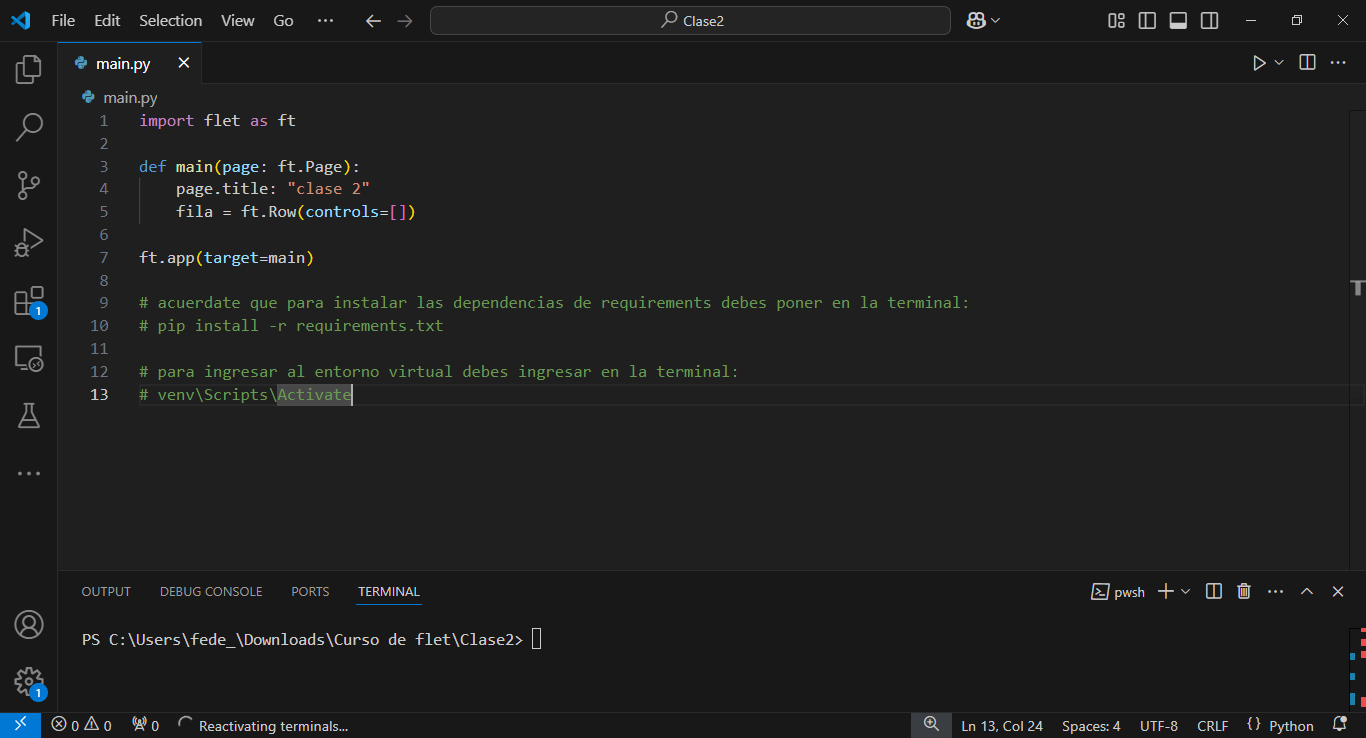 File Edit Selection View Go ··· Clase2
main.py
main.py
1 import flet as ft
2
3 def main(page: ft.Page):
4     page.title: "clase 2"
5     fila = ft.Row(controls=[])
6
7 ft.app(target=main)
8
9 # acuerdate que para instalar las dependencias de requirements debes poner en la terminal:
10 # pip install -r requirements.txt
11
12 # para ingresar al entorno virtual debes ingresar en la terminal:
13 # venv\Scripts\Activate
1
OUTPUT DEBUG CONSOLE PORTS TERMINAL pwsh
PS C:\Users\fede_\Downloads\Curso de flet\Clase2>
1
0 0 0 Reactivating terminals... Ln 13, Col 24 Spaces: 4 UTF-8 CRLF {} Python